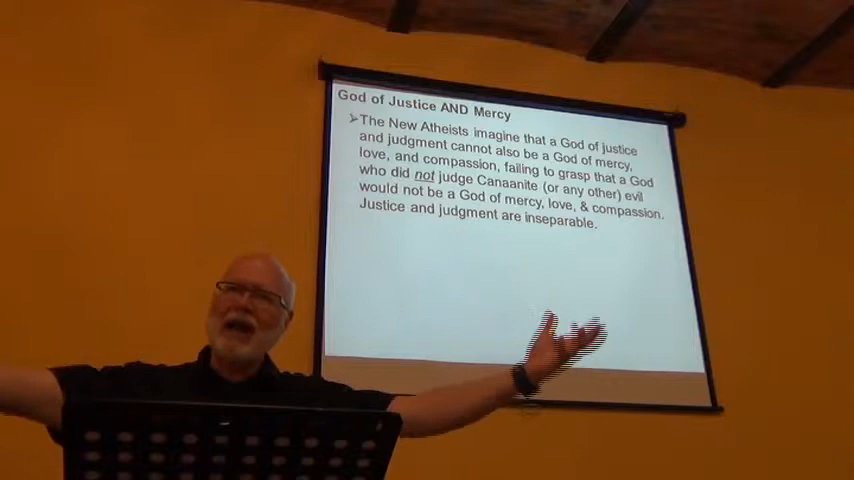 God of Justice AND Mercy
➢The New Atheists imagine that a God of justice
and judgment cannot also be a God of mercy,
love, and compassion, failing to grasp that a God
who did not judge Canaanite (or any other) evil
would not be a God of mercy, love, & compassion.
Justice and judgment are inseparable.